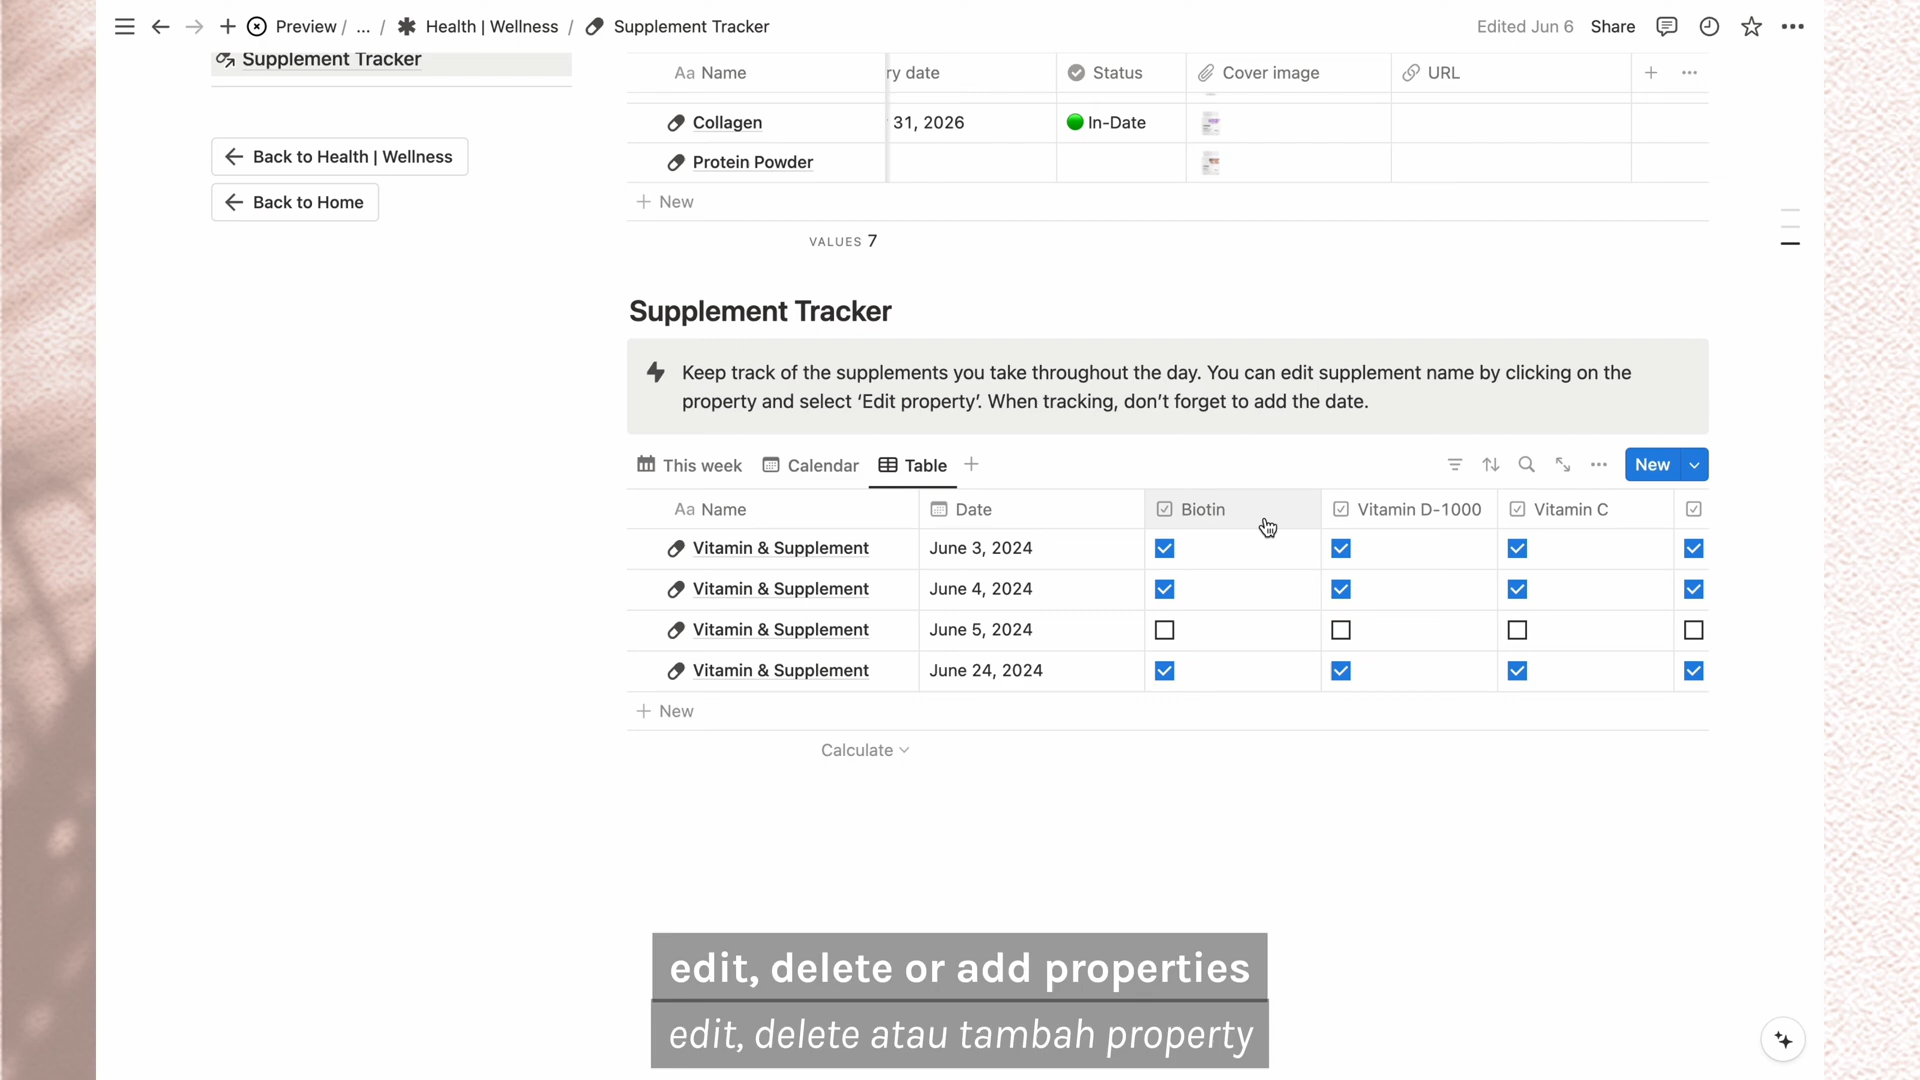 Preview / ... / Health | Wellness / Supplement Tracker
Edited Jun 6 Share
Supplement Tracker
Back to Health | Wellness
Back to Home
Aa Name ry date Status Cover image URL
Collagen 31, 2026 In-Date
Protein Powder
+ New
VALUES 7
Supplement Tracker
Keep track of the supplements you take throughout the day. You can edit supplement name by clicking on the
property and select ‘Edit property’. When tracking, don’t forget to add the date.
This week Calendar Table New
Aa Name Date Biotin Vitamin D-1000 Vitamin C
Vitamin & Supplement June 3, 2024
Vitamin & Supplement June 4, 2024
Vitamin & Supplement June 5, 2024
Vitamin & Supplement June 24, 2024
+ New
Calculate
edit, delete or add properties
edit, delete atau tambah property